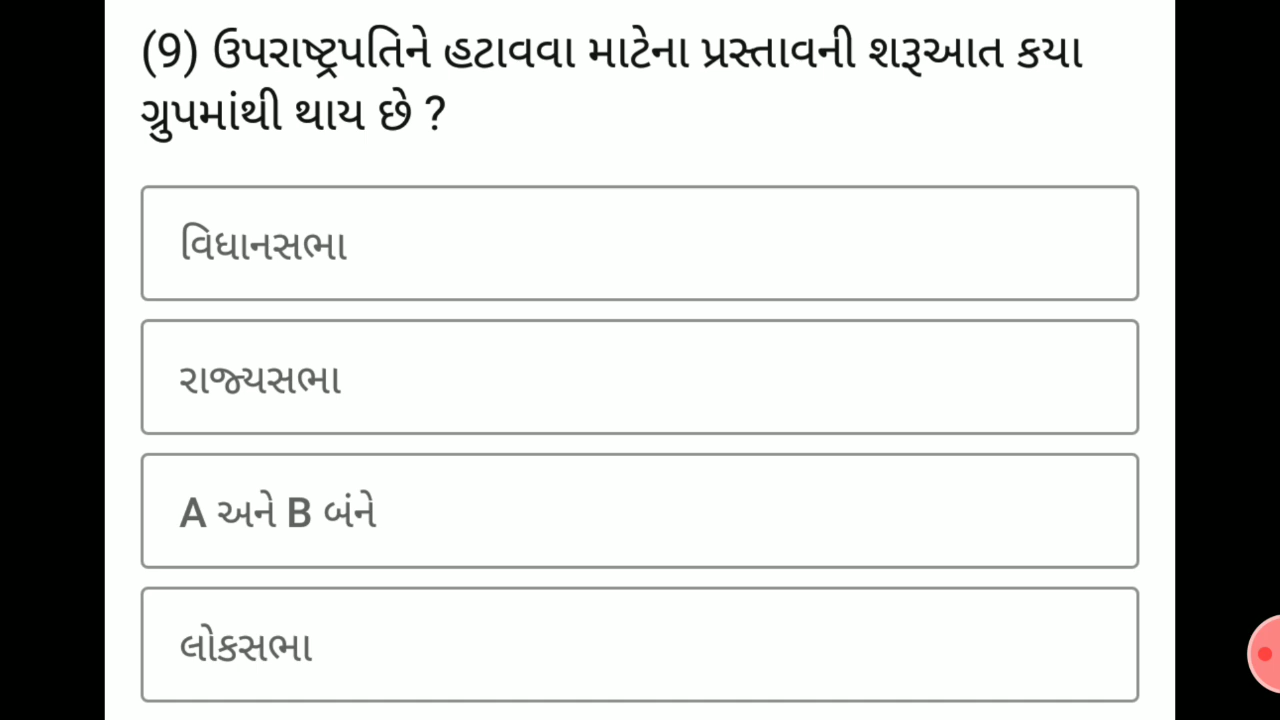 (9) ઉપરાષ્ટ્રપતિને હટાવવા માટેના પ્રસ્તાવની શરૂઆત કયા
ગ્રુપમાંથી થાય છે ?
વિધાનસભા
રાજ્યસભા
A અને B બંને
લોકસભા